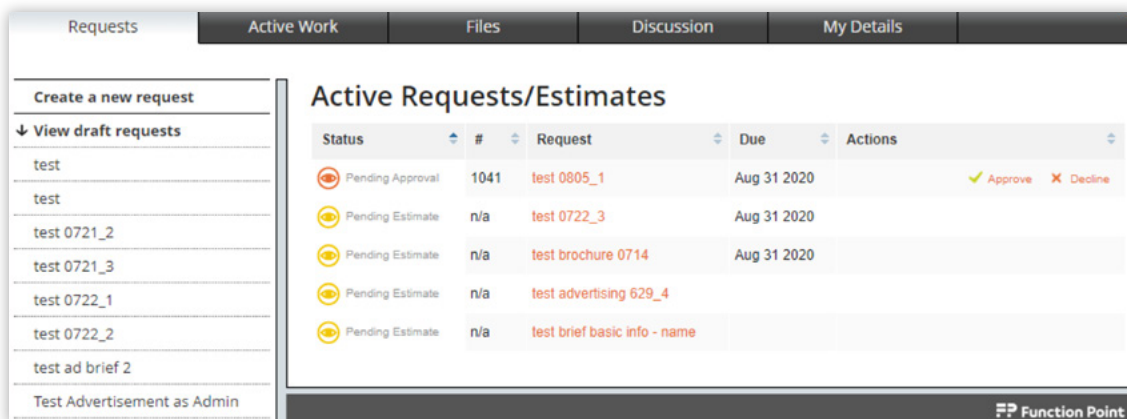 Requests Active Work Files Discussion My Details
Create a new request
↓ View draft requests
test
test
test 0721_2
test 0721_3
test 0722_1
test 0722_2
test ad brief 2
Test Advertisement as Admin
Active Requests/Estimates
Status # Request Due Actions
Pending Approval 1041 test 0805_1 Aug 31 2020 Approve Decline
Pending Estimate n/a test 0722_3 Aug 31 2020
Pending Estimate n/a test brochure 0714 Aug 31 2020
Pending Estimate n/a test advertising 629_4
Pending Estimate n/a test brief basic info - name
Function Point